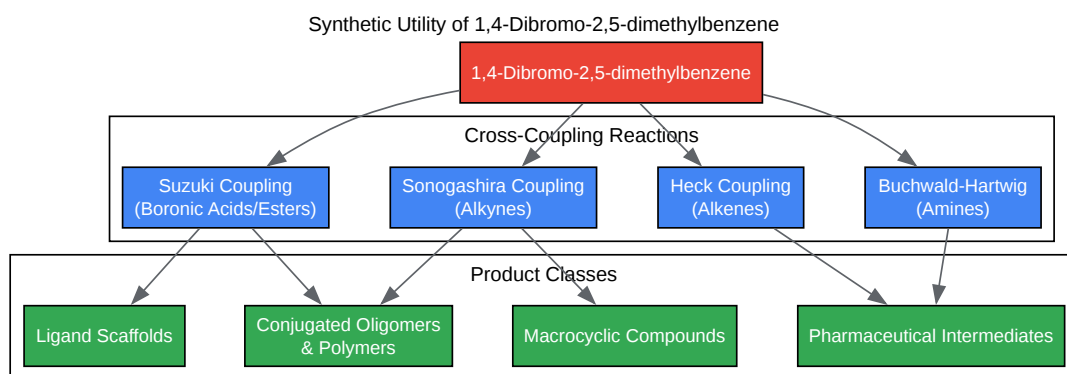 Synthetic Utility of 1,4-Dibromo-2,5-dimethylbenzene
1,4-Dibromo-2,5-dimethylbenzene
Cross-Coupling Reactions
Suzuki Coupling
(Boronic Acids/Esters)
Sonogashira Coupling
(Alkynes)
Heck Coupling
(Alkenes)
Buchwald-Hartwig
(Amines)
Product Classes
Ligand Scaffolds
Conjugated Oligomers
& Polymers
Macrocyclic Compounds
Pharmaceutical Intermediates